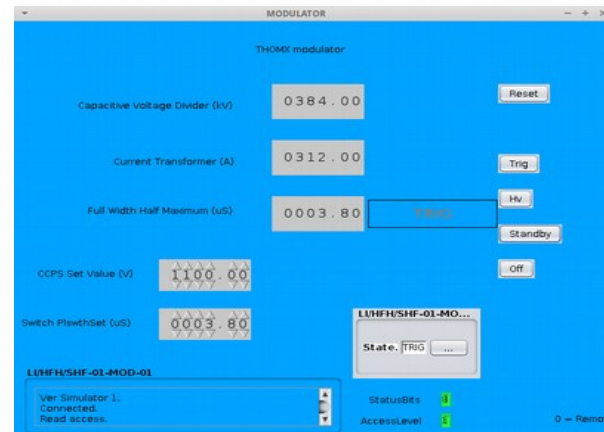 MODULATOR
THOMX modulator
Capacitive Voltage Divider (kV) 0384.00 Reset
Current Transformer (A) 0312.00 Trig
Full Width Half Maximum (uS) 0003.80 TRIG Hv
Standby
CCPS Set Value (V) 1100.00 Off
Switch PlswthSet (uS) 0003.80
LI/HFH/SHF-01-MO...
State. TRIG ...
LI/HFH/SHF-01-MOD-01
Ver Simulator 1.
Connected.
Read access.
StatusBits 8
AccessLevel 1
0 = Remo